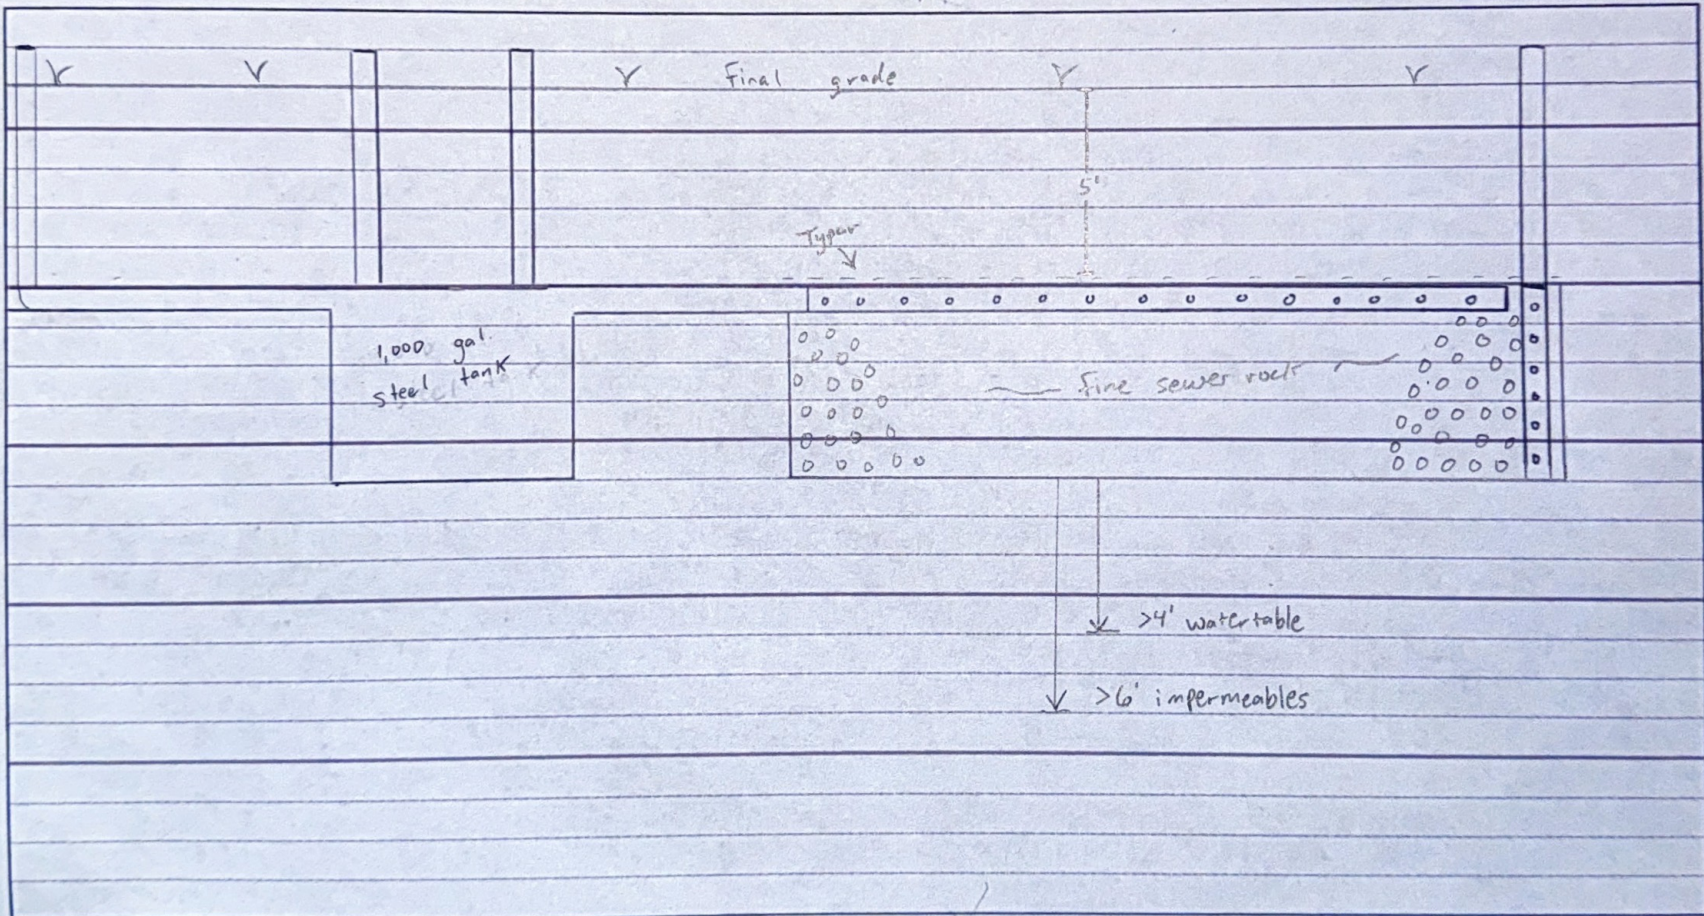 Final grade
5'
Typar
1,000 gal.
steel tank
fine sewer rock
>4' watertable
>6' impermeables